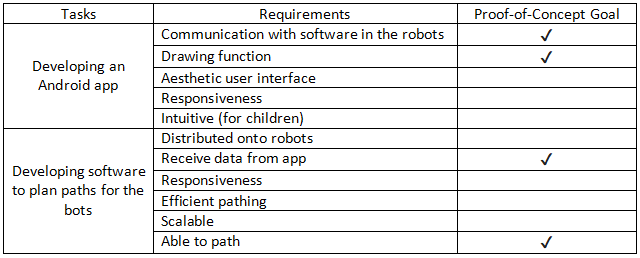 Tasks Requirements Proof-of-Concept Goal
Developing an Android app
Communication with software in the robots ✓
Drawing function ✓
Aesthetic user interface
Responsiveness
Intuitive (for children)
Developing software to plan paths for the bots
Distributed onto robots
Receive data from app ✓
Responsiveness
Efficient pathing
Scalable
Able to path ✓